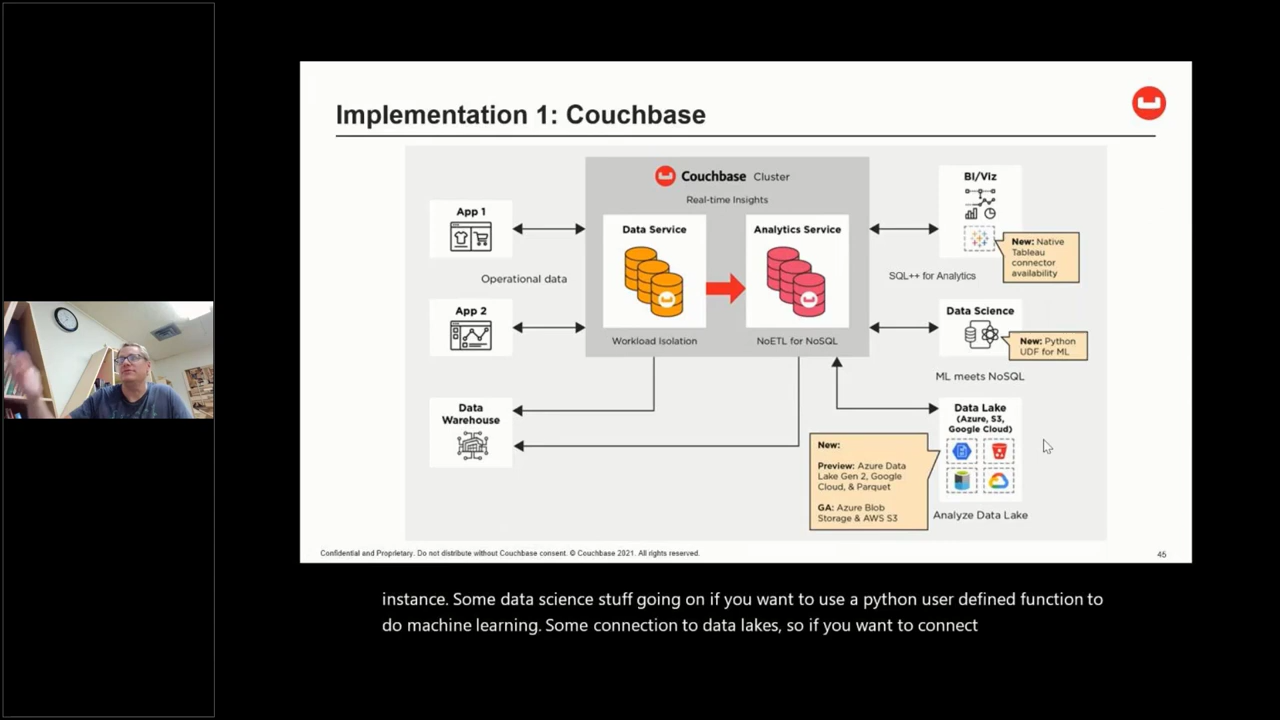 Implementation 1: Couchbase
Couchbase Cluster
Real-time Insights
App 1
Operational data
App 2
Data Service
Workload Isolation
Analytics Service
NoETL for NoSQL
BI/Viz
New: Native
Tableau
connector
availability
SQL++ for Analytics
Data Science
New: Python
UDF for ML
ML meets NoSQL
Data
Warehouse
Data Lake
(Azure, S3,
Google Cloud)
New:
Preview: Azure Data
Lake Gen 2, Google
Cloud, & Parquet
GA: Azure Blob
Storage & AWS S3
Analyze Data Lake
Confidential and Proprietary. Do not distribute without Couchbase consent. © Couchbase 2021. All rights reserved.
45
instance. Some data science stuff going on if you want to use a python user defined function to
do machine learning. Some connection to data lakes, so if you want to connect